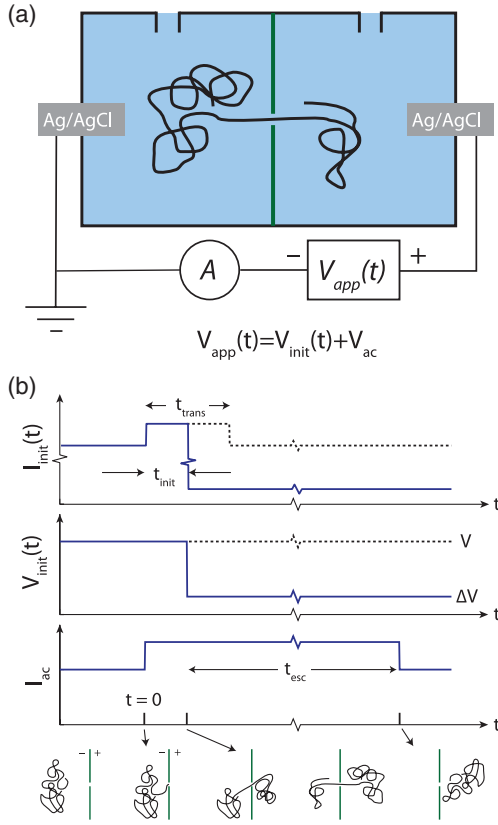 (a)
Ag/AgCl
Ag/AgCl
A
−
V_app(t)
+
V_app(t)=V_init(t)+V_ac
(b)
I_init(t)
t_trans
t_init
t
V_init(t)
V
ΔV
t
I_ac
t_esc
t = 0
t
− +
− +